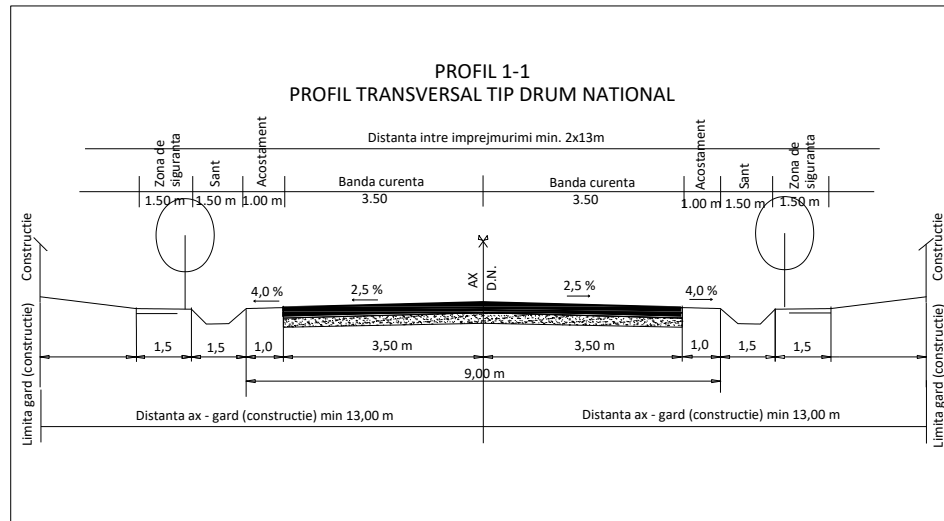 PROFIL 1-1
PROFIL TRANSVERSAL TIP DRUM NATIONAL
Distanta intre imprejmuirimi min. 2x13m
Zona de
siguranta
Sant
Acostament
Banda curenta
Banda curenta
Acostament
Sant
Zona de
siguranta
1.50 m
1.50 m
1.00 m
3.50
3.50
1.00 m
1.50 m
1.50 m
Constructie
Constructie
AX
D.N.
4,0 %
2,5 %
2,5 %
4,0 %
1,5
1,5
1,0
3,50 m
3,50 m
1,0
1,5
1,5
9,00 m
Limita gard (constructie)
Distanta ax - gard (constructie) min 13,00 m
Distanta ax - gard (constructie) min 13,00 m
Limita gard (constructie)